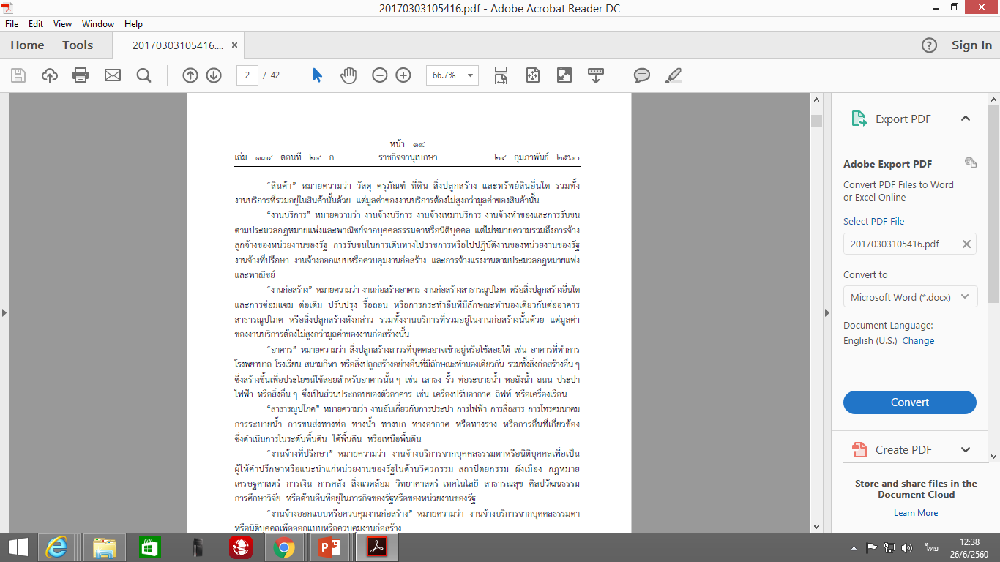 20170303105416.pdf - Adobe Acrobat Reader DC
File Edit View Window Help
Home Tools 20170303105416.... × ? Sign In
2 / 42 66.7%
หน้า ๑๔
เล่ม ๑๓๔ ตอนที่ ๒๔ ก ราชกิจจานุเบกษา ๒๔ กุมภาพันธ์ ๒๕๖๐
“สินค้า” หมายความว่า วัสดุ ครุภัณฑ์ ที่ดิน สิ่งปลูกสร้าง และทรัพย์สินอื่นใด รวมทั้ง
งานบริการที่รวมอยู่ในสินค้านั้นด้วย แต่มูลค่าของงานบริการต้องไม่สูงกว่ามูลค่าของสินค้านั้น
“งานบริการ” หมายความว่า งานจ้างบริการ งานจ้างเหมาบริการ งานจ้างทำของและการรับขน
ตามประมวลกฎหมายแพ่งและพาณิชย์จากบุคคลธรรมดาหรือนิติบุคคล แต่ไม่หมายความรวมถึงการจ้าง
ลูกจ้างของหน่วยงานของรัฐ การรับขนในการเดินทางไปราชการหรือไปปฏิบัติงานของหน่วยงานของรัฐ
งานจ้างที่ปรึกษา งานจ้างออกแบบหรือควบคุมงานก่อสร้าง และการจ้างแรงงานตามประมวลกฎหมายแพ่ง
และพาณิชย์
“งานก่อสร้าง” หมายความว่า งานก่อสร้างอาคาร งานก่อสร้างสาธารณูปโภค หรือสิ่งปลูกสร้างอื่นใด
และการซ่อมแซม ต่อเติม ปรับปรุง รื้อถอน หรือการกระทำอื่นที่มีลักษณะทำนองเดียวกันต่ออาคาร
สาธารณูปโภค หรือสิ่งปลูกสร้างดังกล่าว รวมทั้งงานบริการที่รวมอยู่ในงานก่อสร้างนั้นด้วย แต่มูลค่า
ของงานบริการต้องไม่สูงกว่ามูลค่าของงานก่อสร้างนั้น
“อาคาร” หมายความว่า สิ่งปลูกสร้างถาวรที่บุคคลอาจเข้าอยู่หรือใช้สอยได้ เช่น อาคารที่ทำการ
โรงพยาบาล โรงเรียน สนามกีฬา หรือสิ่งปลูกสร้างอย่างอื่นที่มีลักษณะทำนองเดียวกัน รวมทั้งสิ่งก่อสร้างอื่น ๆ
ซึ่งสร้างขึ้นเพื่อประโยชน์ใช้สอยสำหรับอาคารนั้น ๆ เช่น เสาธง รั้ว ท่อระบายน้ำ หอถังน้ำ ถนน ประปา
ไฟฟ้า หรือสิ่งอื่น ๆ ซึ่งเป็นส่วนประกอบของตัวอาคาร เช่น เครื่องปรับอากาศ ลิฟท์ หรือเครื่องเรือน
“สาธารณูปโภค” หมายความว่า งานอันเกี่ยวกับการประปา การไฟฟ้า การสื่อสาร การโทรคมนาคม
การระบายน้ำ การขนส่งทางท่อ ทางน้ำ ทางบก ทางอากาศ หรือทางราง หรือการอื่นที่เกี่ยวข้อง
ซึ่งดำเนินการในระดับพื้นดิน ใต้พื้นดิน หรือเหนือพื้นดิน
“งานจ้างที่ปรึกษา” หมายความว่า งานจ้างบริการจากบุคคลธรรมดาหรือนิติบุคคลเพื่อเป็น
ผู้ให้คำปรึกษาหรือแนะนำแก่หน่วยงานของรัฐในด้านวิศวกรรม สถาปัตยกรรม ผังเมือง กฎหมาย
เศรษฐศาสตร์ การเงิน การคลัง สิ่งแวดล้อม วิทยาศาสตร์ เทคโนโลยี สาธารณสุข ศิลปวัฒนธรรม
การศึกษาวิจัย หรือด้านอื่นที่อยู่ในภารกิจของรัฐหรือของหน่วยงานของรัฐ
“งานจ้างออกแบบหรือควบคุมงานก่อสร้าง” หมายความว่า งานจ้างบริการจากบุคคลธรรมดา
หรือนิติบุคคลเพื่อออกแบบหรือควบคุมงานก่อสร้าง
Export PDF
Adobe Export PDF
Convert PDF Files to Word
or Excel Online
Select PDF File
20170303105416.pdf
Convert to
Microsoft Word (*.docx)
Document Language:
English (U.S.) Change
Convert
Create PDF
Store and share files in the
Document Cloud
Learn More
ไทย 12:38
26/6/2560